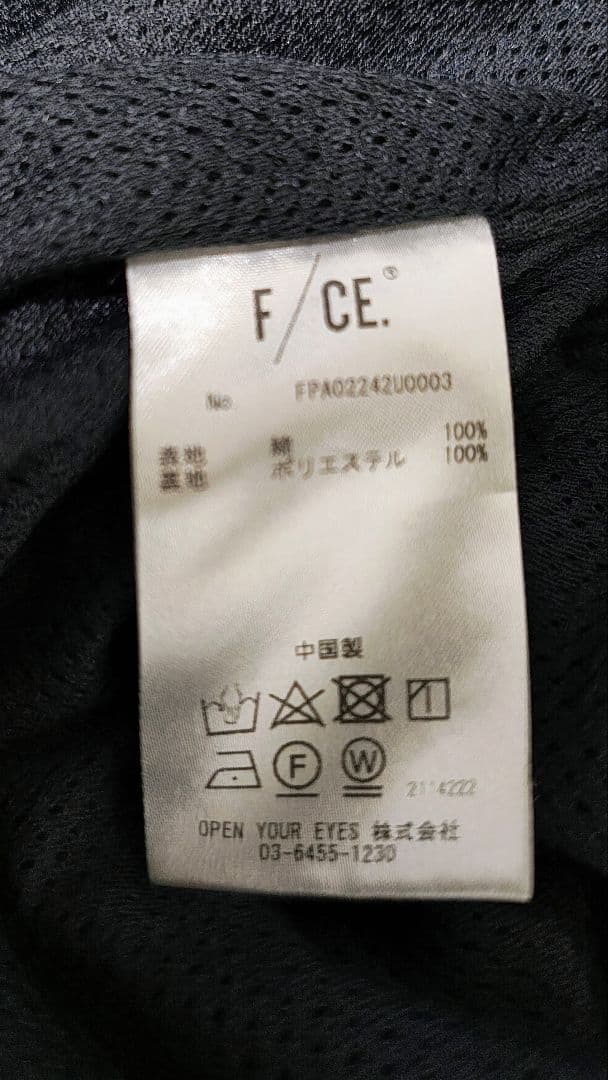 F/CE.®
No. FPA02242U0003
表地 綿 100%
裏地 ポリエステル 100%
中国製
F W
OPEN YOUR EYES 株式会社
03-6455-1230